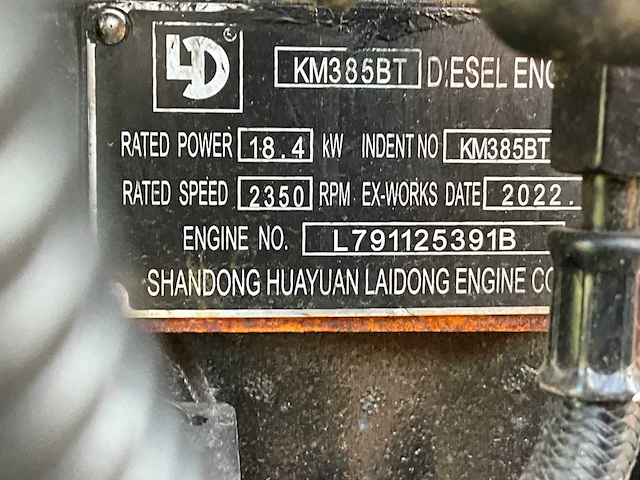 LD
KM385BT DIESEL ENG
RATED POWER 18.4 kW INDENT NO KM385BT
RATED SPEED 2350 RPM EX-WORKS DATE 2022.
ENGINE NO. L791125391B
SHANDONG HUAYUAN LAIDONG ENGINE CO